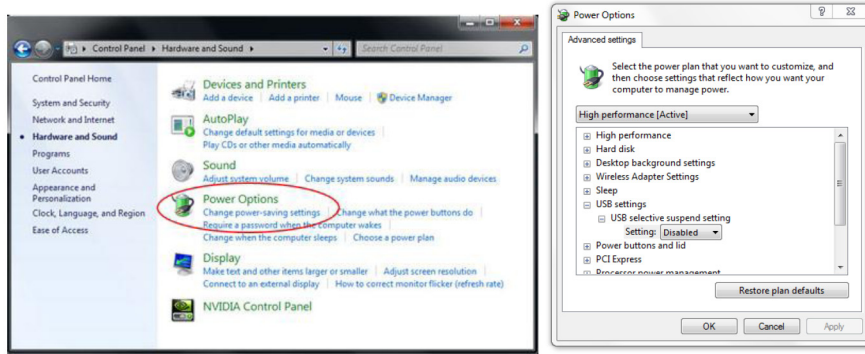 Control Panel ▸ Hardware and Sound ▸
Search Control Panel
Control Panel Home
System and Security
Network and Internet
Hardware and Sound
Programs
User Accounts
Appearance and
Personalization
Clock, Language, and Region
Ease of Access
Devices and Printers
Add a device | Add a printer | Mouse | Device Manager
AutoPlay
Change default settings for media or devices
Play CDs or other media automatically
Sound
Adjust system volume | Change system sounds | Manage audio devices
Power Options
Change power-saving settings | Change what the power buttons do
Require a password when the computer wakes
Change when the computer sleeps | Choose a power plan
Display
Make text and other items larger or smaller | Adjust screen resolution
Connect to an external display | How to correct monitor flicker (refresh rate)
NVIDIA Control Panel
Power Options
Advanced settings
Select the power plan that you want to customize, and
then choose settings that reflect how you want your
computer to manage power.
High performance [Active]
High performance
Hard disk
Desktop background settings
Wireless Adapter Settings
Sleep
USB settings
USB selective suspend setting
Setting: Disabled
Power buttons and lid
PCI Express
Processor power management
Restore plan defaults
OK Cancel Apply